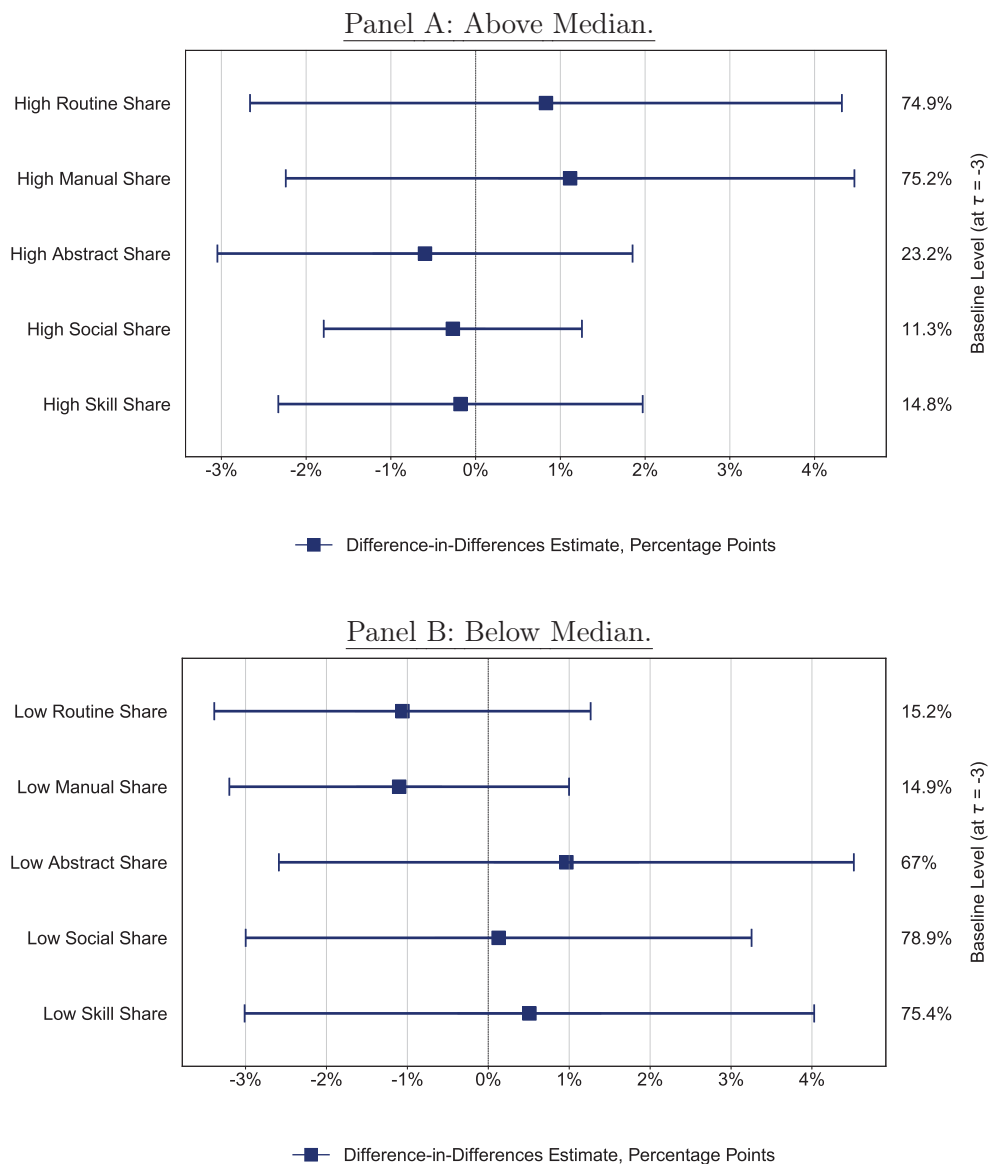 Panel A: Above Median.
High Routine Share 74.9%
High Manual Share 75.2%
High Abstract Share 23.2%
High Social Share 11.3%
High Skill Share 14.8%
Baseline Level (at τ = -3)
-3% -2% -1% 0% 1% 2% 3% 4%
Difference-in-Differences Estimate, Percentage Points
Panel B: Below Median.
Low Routine Share 15.2%
Low Manual Share 14.9%
Low Abstract Share 67%
Low Social Share 78.9%
Low Skill Share 75.4%
Baseline Level (at τ = -3)
-3% -2% -1% 0% 1% 2% 3% 4%
Difference-in-Differences Estimate, Percentage Points